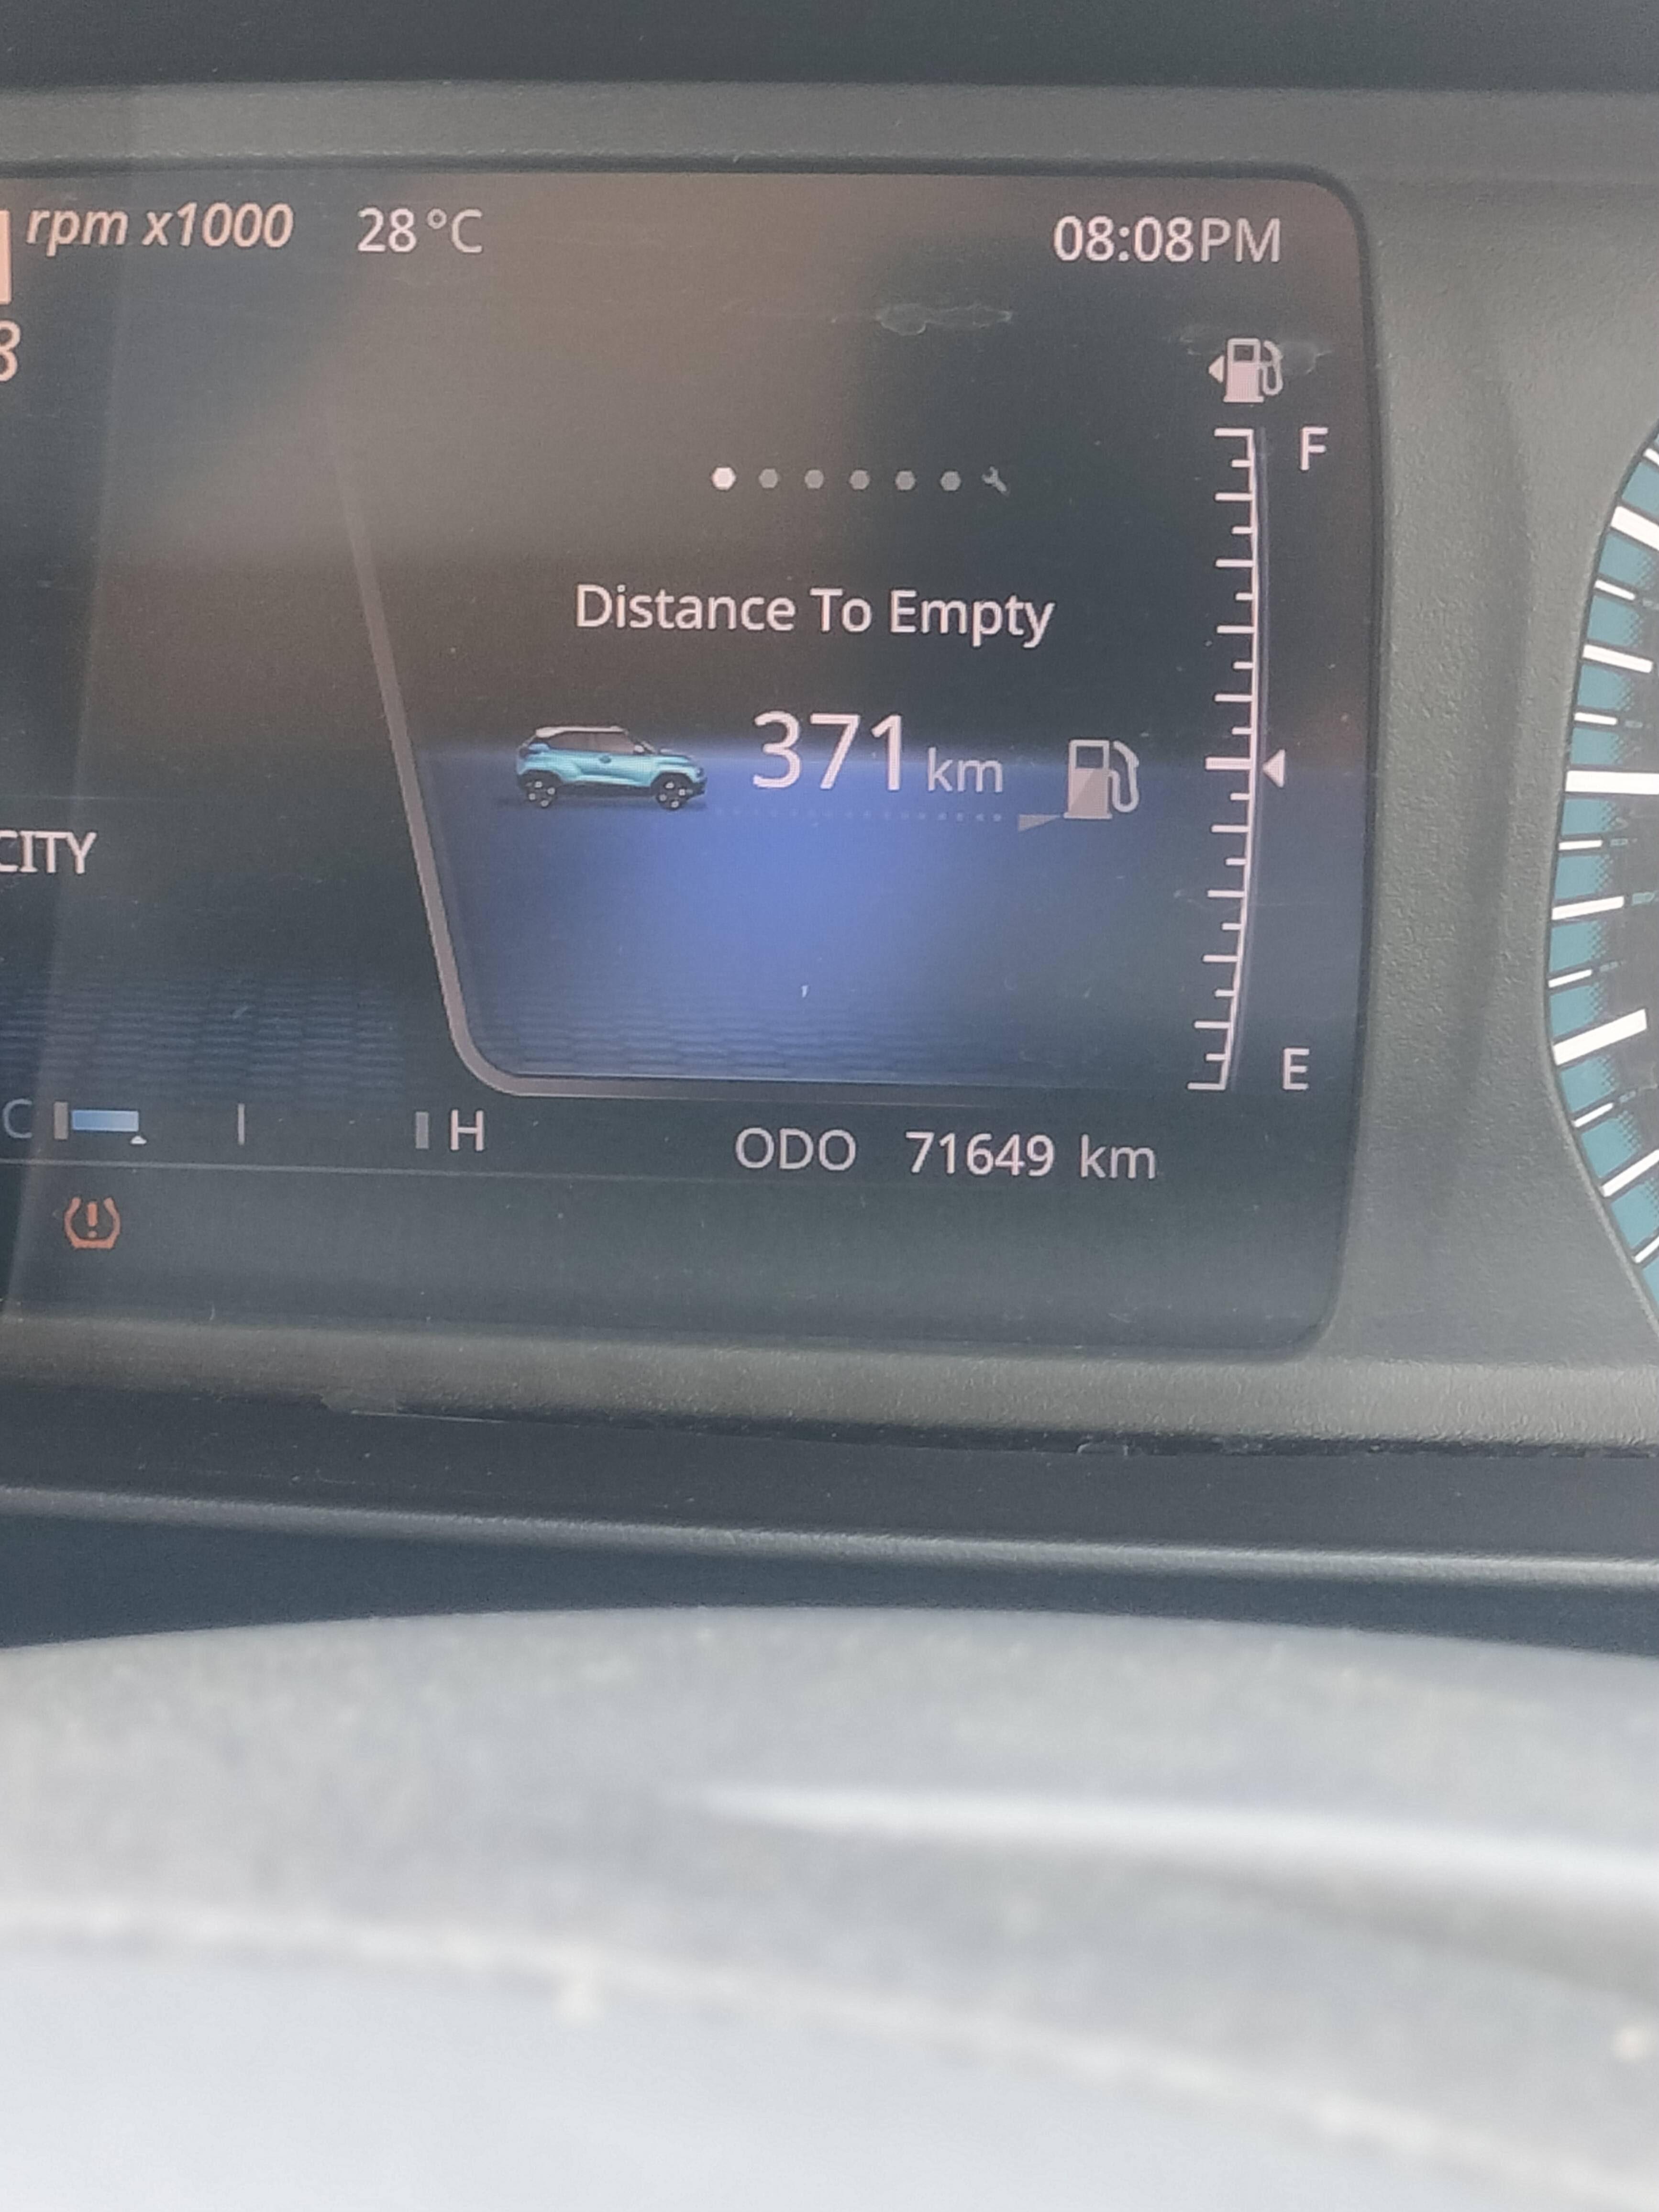 rpm x1000 28°C 08:08PM
F
Distance To Empty
371 km
CITY
E
C H
ODO 71649 km